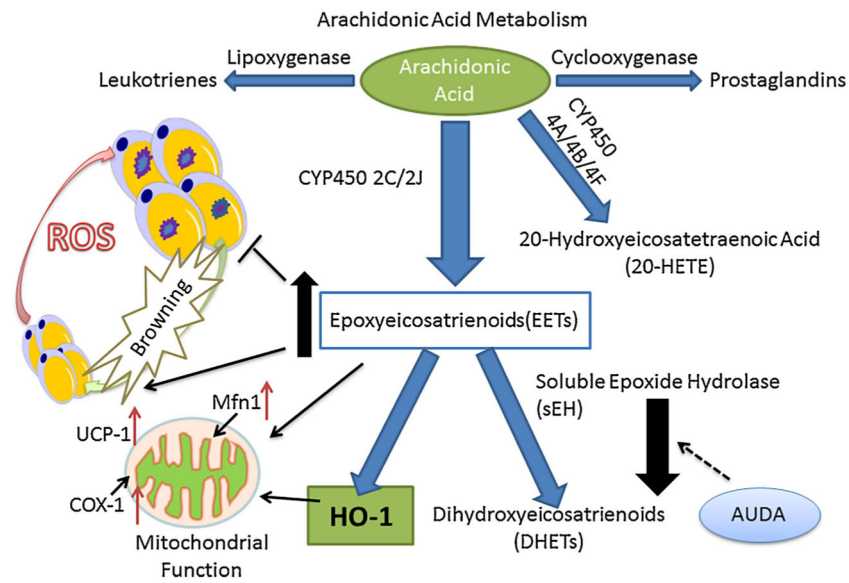 Arachidonic Acid Metabolism
Lipoxygenase
Cyclooxygenase
Leukotrienes
Arachidonic
Acid
Prostaglandins
CYP450
4A/4B/4F
CYP450 2C/2J
ROS
20-Hydroxyeicosatetraenoic Acid
(20-HETE)
Browning
Epoxyeicosatrienoids(EETs)
Soluble Epoxide Hydrolase
(sEH)
Mfn1
UCP-1
COX-1
HO-1
Dihydroxyeicosatrienoids
(DHETs)
AUDA
Mitochondrial
Function